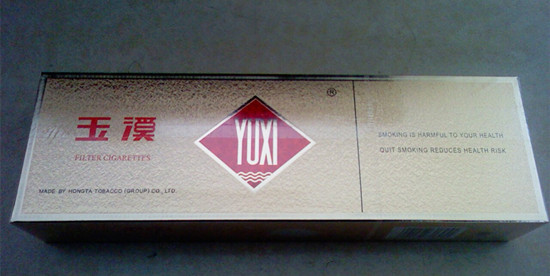 玉溪
FILTER CIGARETTES
MADE BY HONGTA TOBACCO (GROUP) CO., LTD.
YUXI
®
SMOKING IS HARMFUL TO YOUR HEALTH
QUIT SMOKING REDUCES HEALTH RISK